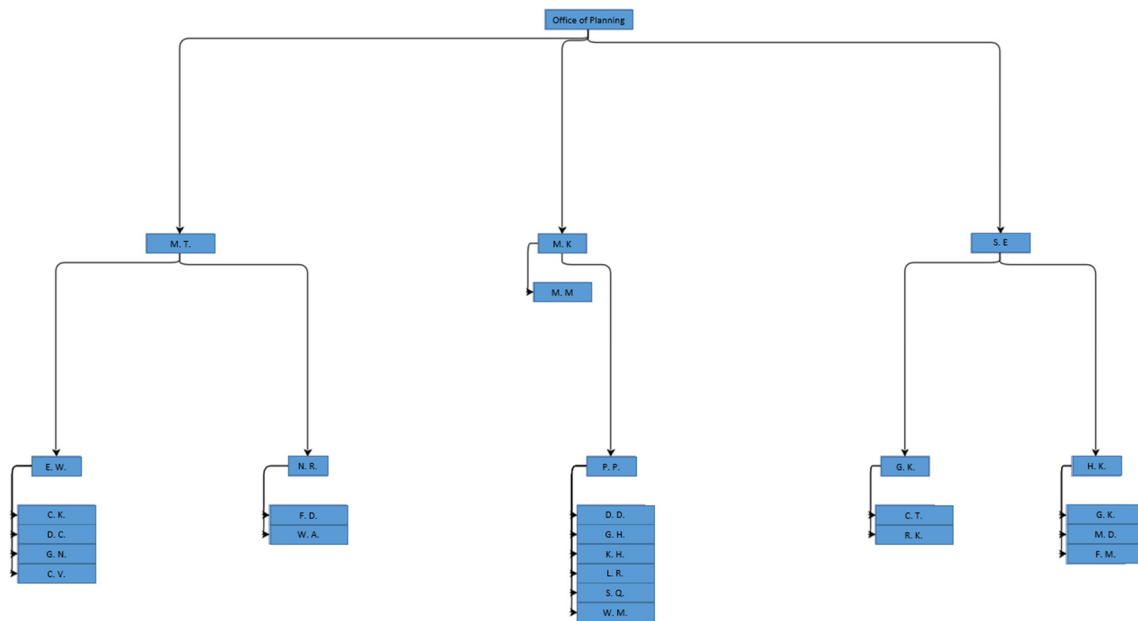 Office of Planning
M. T.
M. K
S. E
M. M
E. W.
N. R.
P. P.
G. K.
H. K.
C. K.
D. C.
G. N.
C. V.
F. D.
W. A.
D. D.
G. H.
K. H.
L. R.
S. Q.
W. M.
C. T.
R. K.
G. K.
M. D.
F. M.